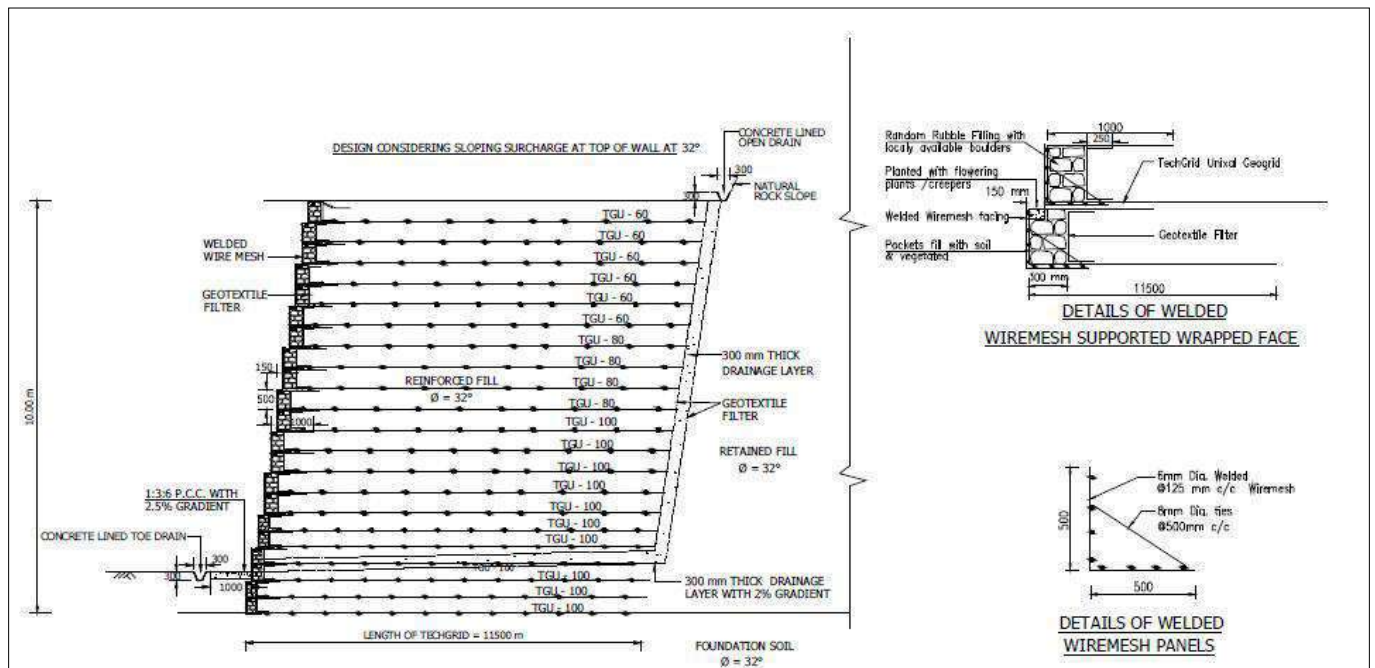 DESIGN CONSIDERING SLOPING SURCHARGE AT TOP OF WALL AT 32°
CONCRETE LINED
OPEN DRAIN
300
300
NATURAL
ROCK SLOPE
TGU - 60
TGU - 60
TGU - 60
TGU - 60
TGU - 60
TGU - 60
TGU - 80
TGU - 80
TGU - 80
TGU - 80
TGU - 100
TGU - 100
TGU - 100
TGU - 100
TGU - 100
TGU - 100
TGU - 100
TGU - 100
TGU - 100
TGU - 100
WELDED
WIRE MESH
GEOTEXTILE
FILTER
150
500
1000
REINFORCED FILL
Ø = 32°
10.00 m
300 mm THICK
DRAINAGE LAYER
GEOTEXTILE
FILTER
RETAINED FILL
Ø = 32°
1:3:6 P.C.C. WITH
2.5% GRADIENT
CONCRETE LINED TOE DRAIN
300
300
1000
300 mm THICK DRAINAGE
LAYER WITH 2% GRADIENT
LENGTH OF TECHGRID = 11500 m
FOUNDATION SOIL
Ø = 32°
1000
250
Random Rubble Filling with
localy available boulders
Planted with flowering
plants /creepers
150 mm
Welded Wiremesh facing
Pockets fill with soil
& vegetated
TechGrid Unixal Geogrid
Geotextile Filter
500 mm
11500
DETAILS OF WELDED
WIREMESH SUPPORTED WRAPPED FACE
6mm Dia. Welded
@125 mm c/c Wiremesh
8mm Dia. ties
@500mm c/c
500
500
DETAILS OF WELDED
WIREMESH PANELS